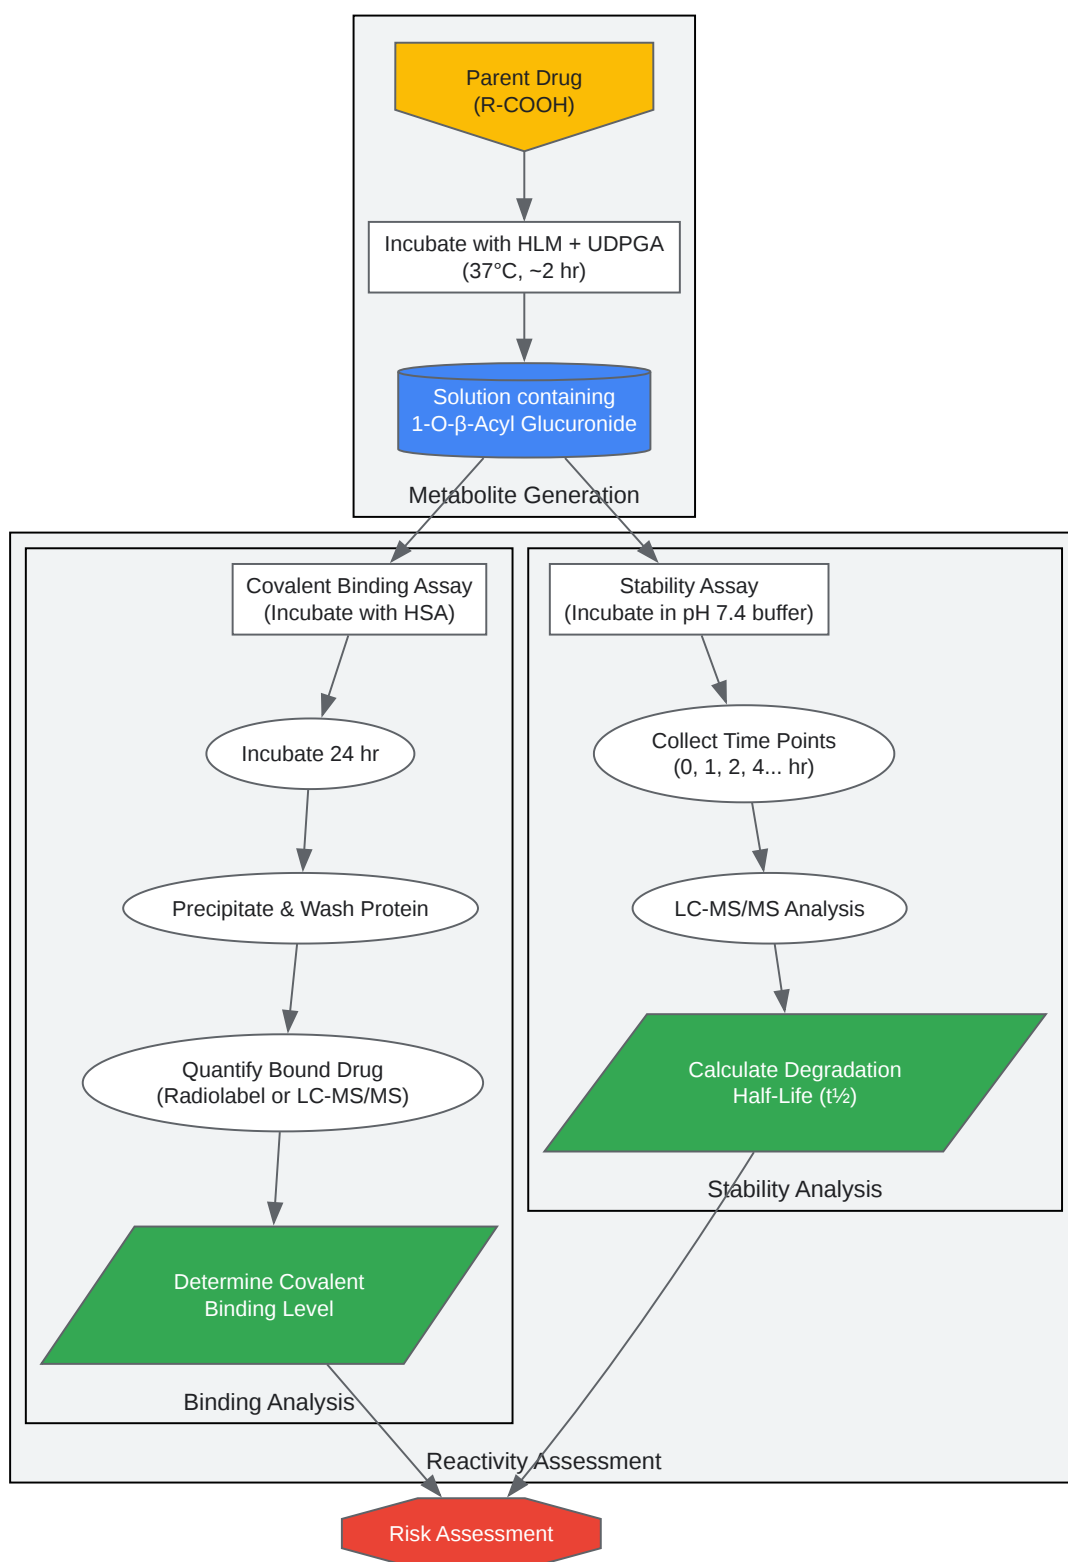 Parent Drug
(R-COOH)
Incubate with HLM + UDPGA
(37°C, ~2 hr)
Solution containing
1-O-β-Acyl Glucuronide
Metabolite Generation
Covalent Binding Assay
(Incubate with HSA)
Incubate 24 hr
Precipitate & Wash Protein
Quantify Bound Drug
(Radiolabel or LC-MS/MS)
Determine Covalent
Binding Level
Binding Analysis
Stability Assay
(Incubate in pH 7.4 buffer)
Collect Time Points
(0, 1, 2, 4... hr)
LC-MS/MS Analysis
Calculate Degradation
Half-Life (t½)
Stability Analysis
Reactivity Assessment
Risk Assessment